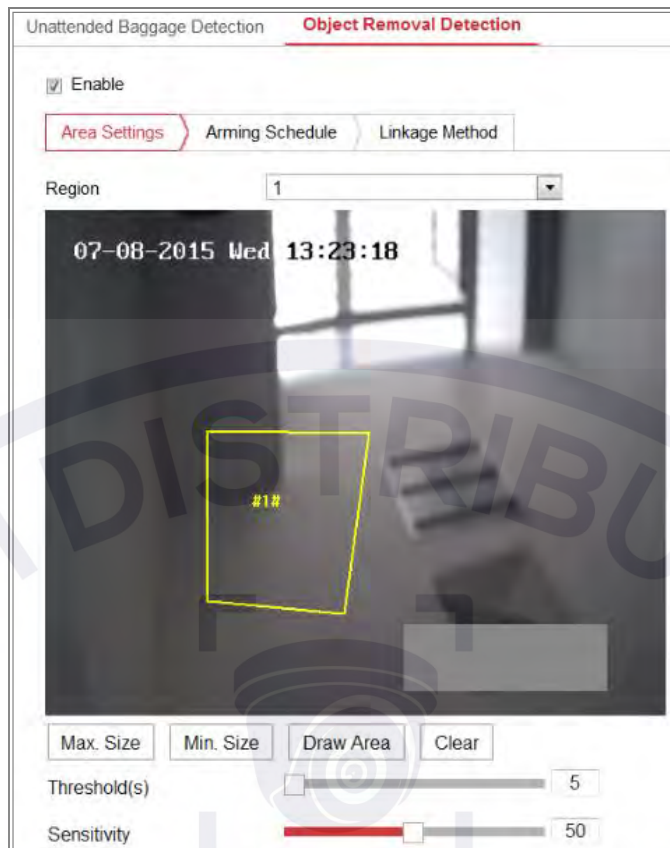 Unattended Baggage Detection Object Removal Detection
Enable
Area Settings Arming Schedule Linkage Method
Region 1
07-08-2015 Wed 13:23:18
#1#
DISTRIBU
Max. Size Min. Size Draw Area Clear
Threshold(s) 5
Sensitivity 50